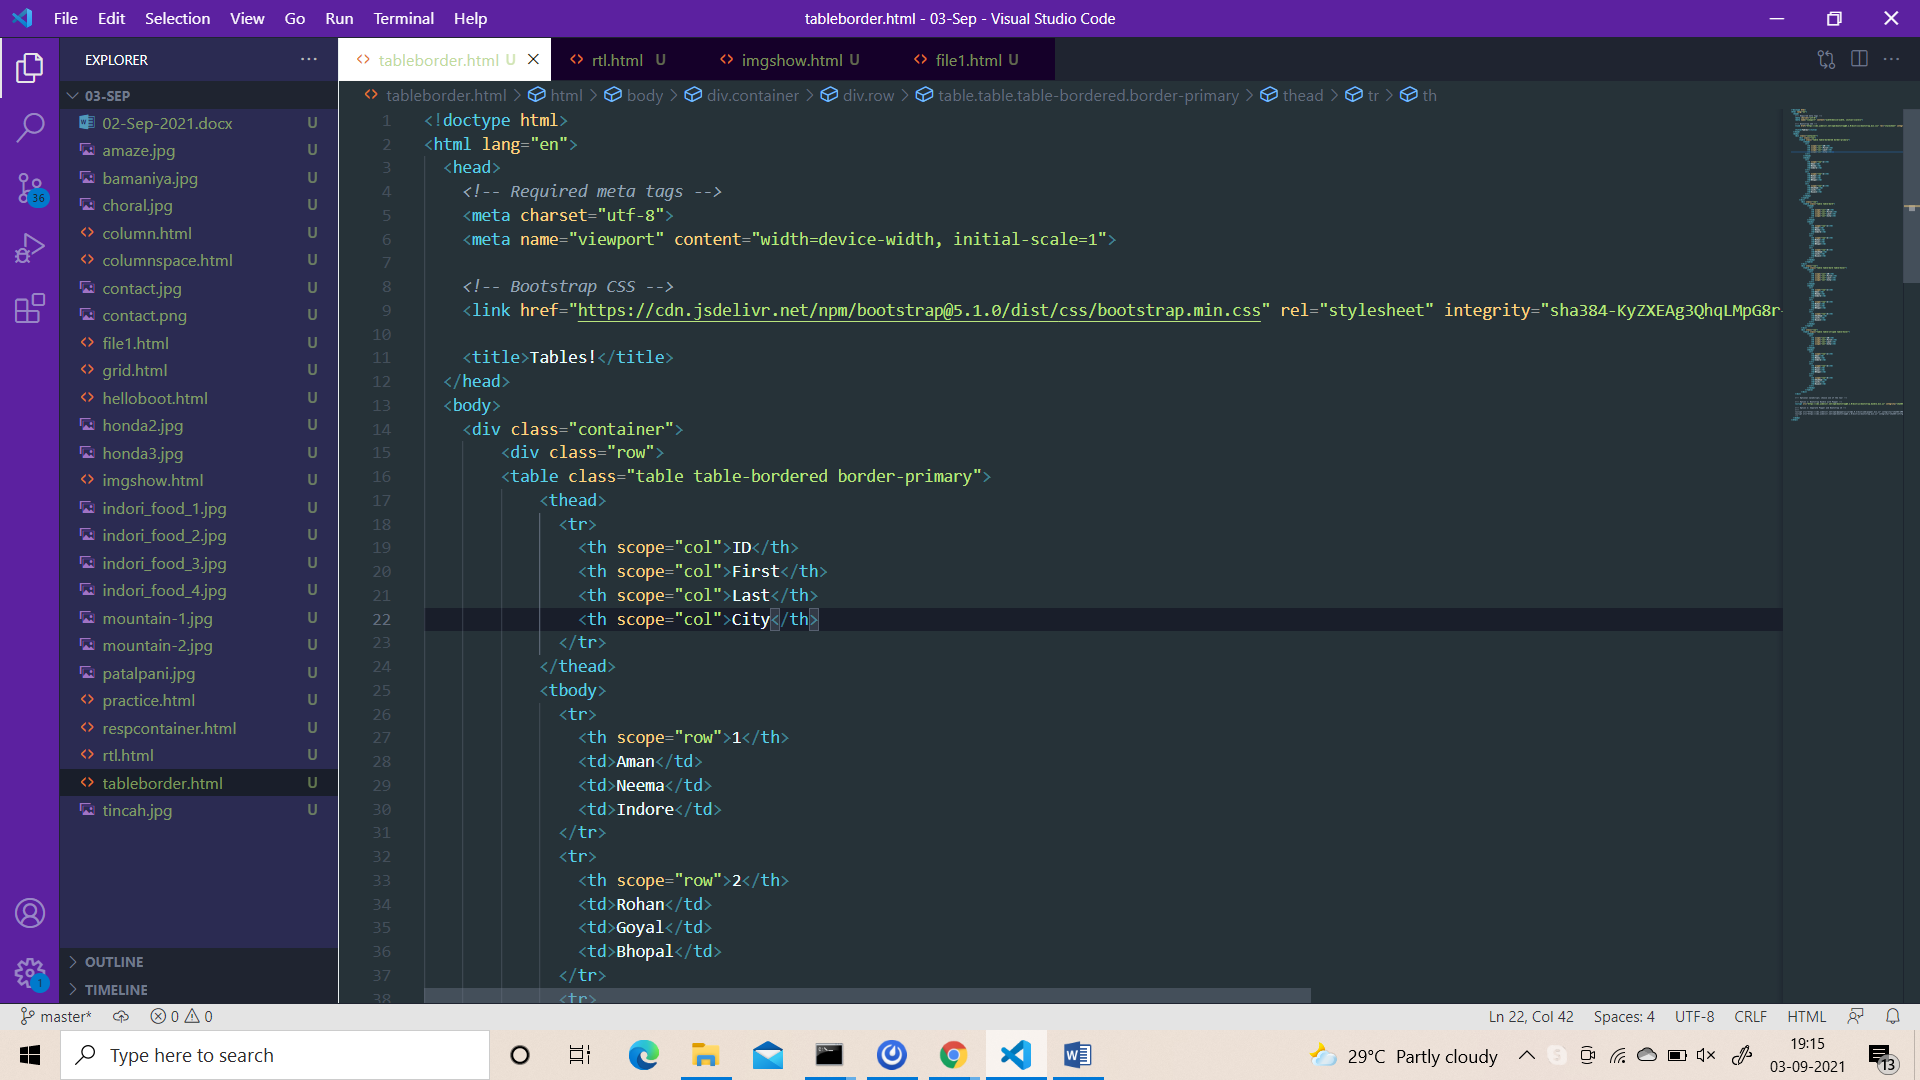 File Edit Selection View Go Run Terminal Help
tableborder.html - 03-Sep - Visual Studio Code
EXPLORER
tableborder.html U
rtl.html U
imgshow.html U
file1.html U
03-SEP
02-Sep-2021.docx U
amaze.jpg U
bamaniya.jpg U
choral.jpg U
column.html U
columnspace.html U
contact.jpg U
contact.png U
file1.html U
grid.html U
helloboot.html U
honda2.jpg U
honda3.jpg U
imgshow.html U
indori_food_1.jpg U
indori_food_2.jpg U
indori_food_3.jpg U
indori_food_4.jpg U
mountain-1.jpg U
mountain-2.jpg U
patalpani.jpg U
practice.html U
respcontainer.html U
rtl.html U
tableborder.html U
tincah.jpg U
OUTLINE
TIMELINE
36
1
tableborder.html > html > body > div.container > div.row > table.table.table-bordered.border-primary > thead > tr > th
1 <!doctype html>
2 <html lang="en">
3 <head>
4 <!-- Required meta tags -->
5 <meta charset="utf-8">
6 <meta name="viewport" content="width=device-width, initial-scale=1">
7
8 <!-- Bootstrap CSS -->
9 <link href="https://cdn.jsdelivr.net/npm/bootstrap@5.1.0/dist/css/bootstrap.min.css" rel="stylesheet" integrity="sha384-KyZXEAg3QhqLMpG8r
10
11 <title>Tables!</title>
12 </head>
13 <body>
14 <div class="container">
15 <div class="row">
16 <table class="table table-bordered border-primary">
17 <thead>
18 <tr>
19 <th scope="col">ID</th>
20 <th scope="col">First</th>
21 <th scope="col">Last</th>
22 <th scope="col">City</th>
23 </tr>
24 </thead>
25 <tbody>
26 <tr>
27 <th scope="row">1</th>
28 <td>Aman</td>
29 <td>Neema</td>
30 <td>Indore</td>
31 </tr>
32 <tr>
33 <th scope="row">2</th>
34 <td>Rohan</td>
35 <td>Goyal</td>
36 <td>Bhopal</td>
37 </tr>
38 <tr>
master* 0 0
Ln 22, Col 42 Spaces: 4 UTF-8 CRLF HTML
Type here to search
29°C Partly cloudy
19:15
03-09-2021
13